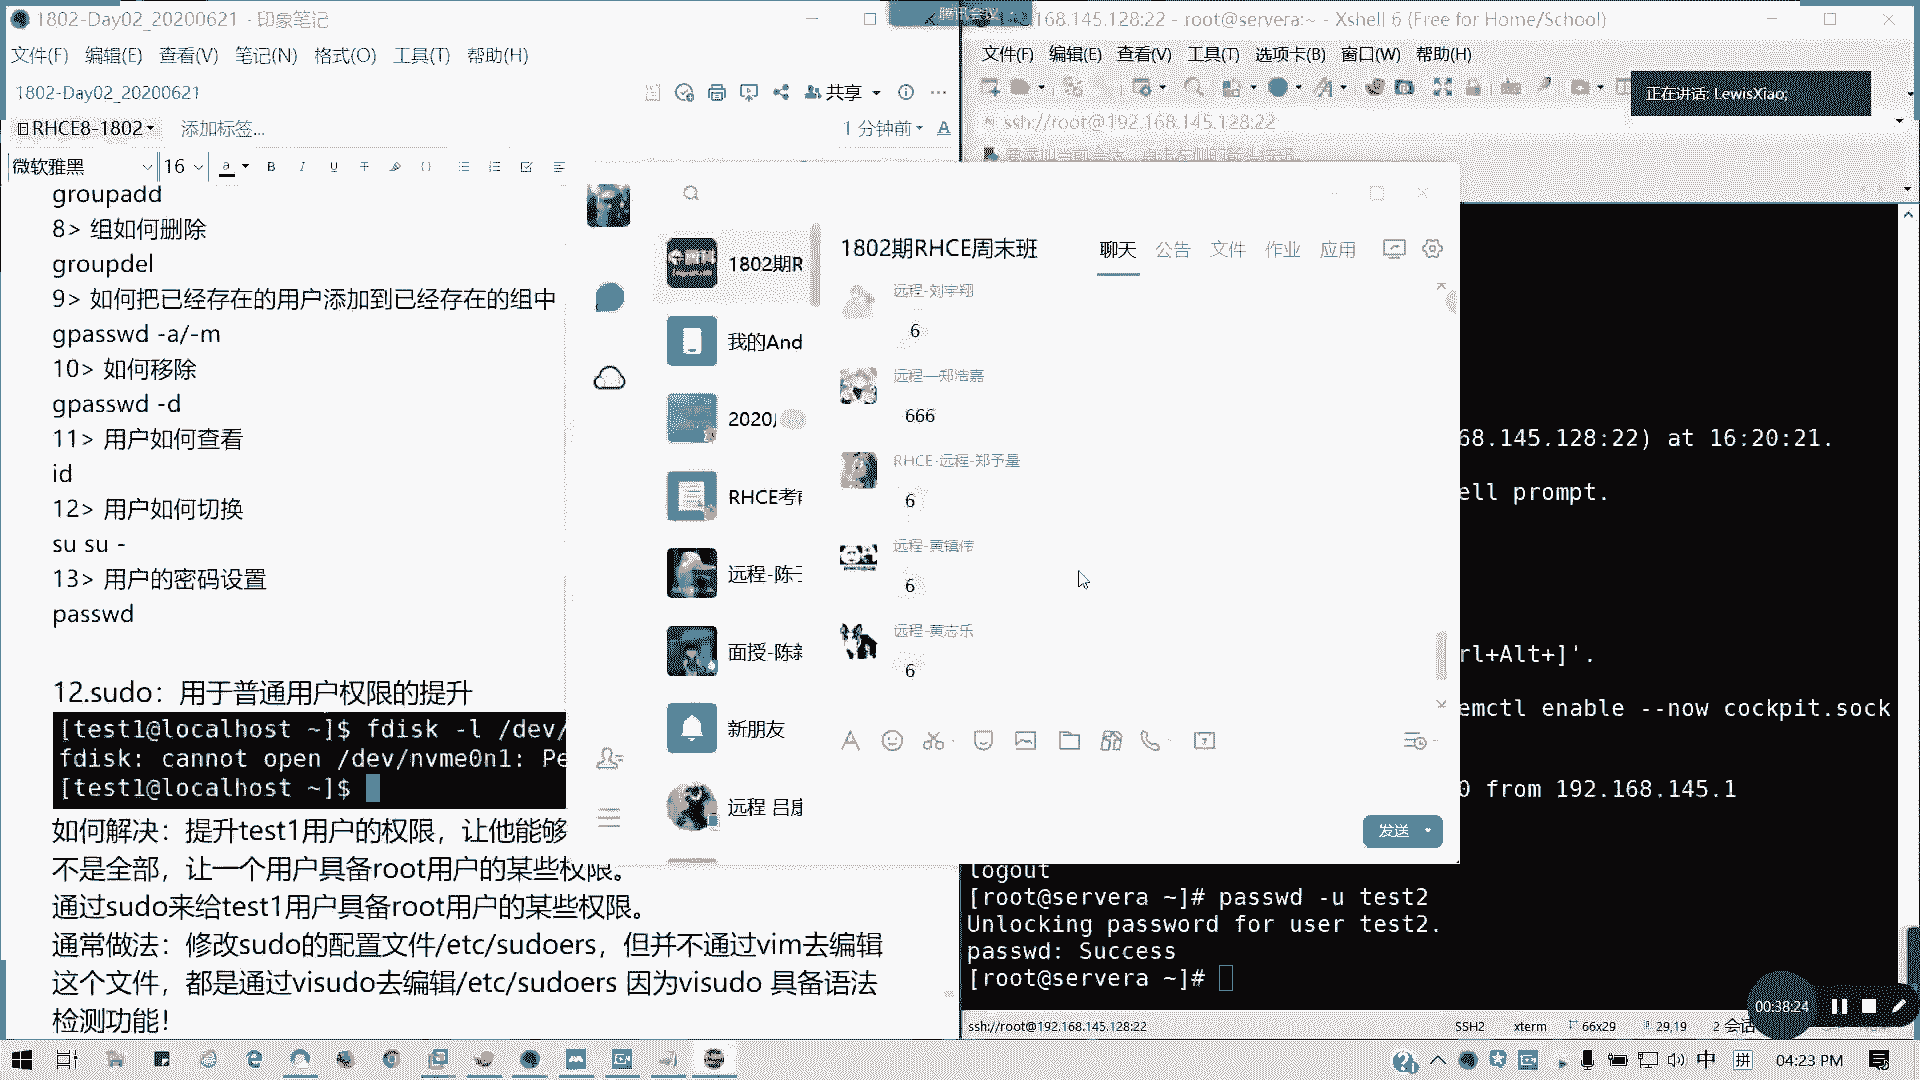 1802-Day02_20200621 - 印象笔记
文件(F) 编辑(E) 查看(V) 笔记(N) 格式(O) 工具(T) 帮助(H)
1802-Day02_20200621
共享
RHCE8-1802 添加标签...
1分钟前
微软雅黑 16
groupadd
8> 组如何删除
groupdel
9> 如何把已经存在的用户添加到已经存在的组中
gpasswd -a/-m
10> 如何移除
gpasswd -d
11> 用户如何查看
id
12> 用户如何切换
su su -
13> 用户的密码设置
passwd
12.sudo：用于普通用户权限的提升
[test1@localhost ~]$ fdisk -l /dev/
fdisk: cannot open /dev/nvme0n1: Pe
[test1@localhost ~]$
如何解决：提升test1用户的权限，让他能够
不是全部，让一个用户具备root用户的某些权限。
通过sudo来给test1用户具备root用户的某些权限。
通常做法：修改sudo的配置文件/etc/sudoers，但并不通过vim去编辑
这个文件，都是通过visudo去编辑/etc/sudoers 因为visudo 具备语法
检测功能！
腾讯会议
168.145.128:22 - root@servera:~ - Xshell 6 (Free for Home/School)
文件(F) 编辑(E) 查看(V) 工具(T) 选项卡(B) 窗口(W) 帮助(H)
正在讲话: LewisXiao;
ssh://root@192.168.145.128:22
1802期R
我的And
2020
RHCE考前
远程-陈
面授-陈
新朋友
远程 吕
1802期RHCE周末班
聊天 公告 文件 作业 应用
远程-刘宇翔
6
远程—郑浩嘉
666
RHCE-远程-郑予量
6
远程-黄镇伟
6
远程-黄志乐
6
发送
68.145.128:22) at 16:20:21.
ell prompt.
rl+Alt+]'.
emctl enable --now cockpit.sock
0 from 192.168.145.1
logout
[root@servera ~]# passwd -u test2
Unlocking password for user test2.
passwd: Success
[root@servera ~]#
00:38:24
ssh://root@192.168.145.128:22 SSH2 xterm 66x29 29,19 2 会话
中 拼 04:23 PM